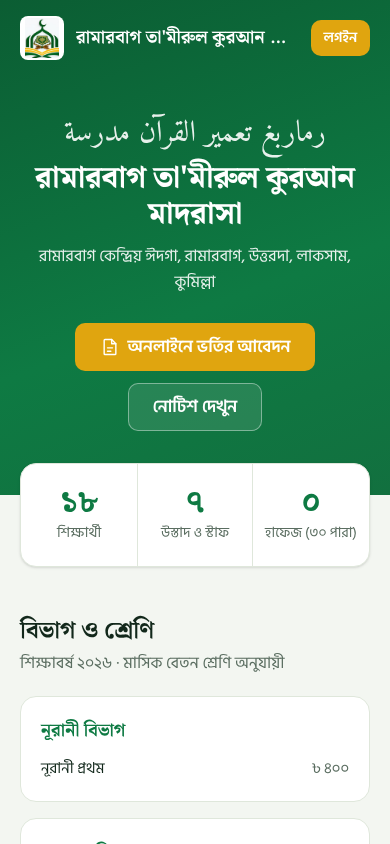 রামারবাগ তা'মীরুল কুরআন ...
লগইন
رماربغ تعمير القرآن مدرسة
রামারবাগ তা'মীরুল কুরআন
মাদরাসা
রামারবাগ কেন্দ্রিয় ঈদগা, রামারবাগ, উত্তরদা, লাকসাম,
কুমিল্লা
অনলাইনে ভর্তির আবেদন
নোটিশ দেখুন
১৮
শিক্ষার্থী
৭
উস্তাদ ও স্টাফ
০
হাফেজ (৩০ পারা)
বিভাগ ও শ্রেণি
শিক্ষাবর্ষ ২০২৬ · মাসিক বেতন শ্রেণি অনুযায়ী
নূরানী বিভাগ
নূরানী প্রথম
৳ ৪০০